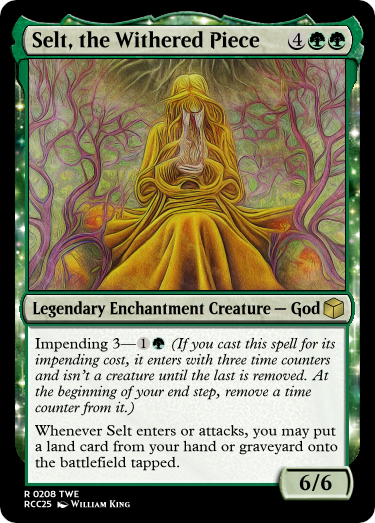 Selt, the Withered Piece 4
Legendary Enchantment Creature — God
Impending 3—1 (If you cast this spell for its
impending cost, it enters with three time counters
and isn't a creature until the last is removed. At
the beginning of your end step, remove a time
counter from it.)
Whenever Selt enters or attacks, you may put
a land card from your hand or graveyard onto
the battlefield tapped.
6/6
R 0208 TWE
RCC25 William King